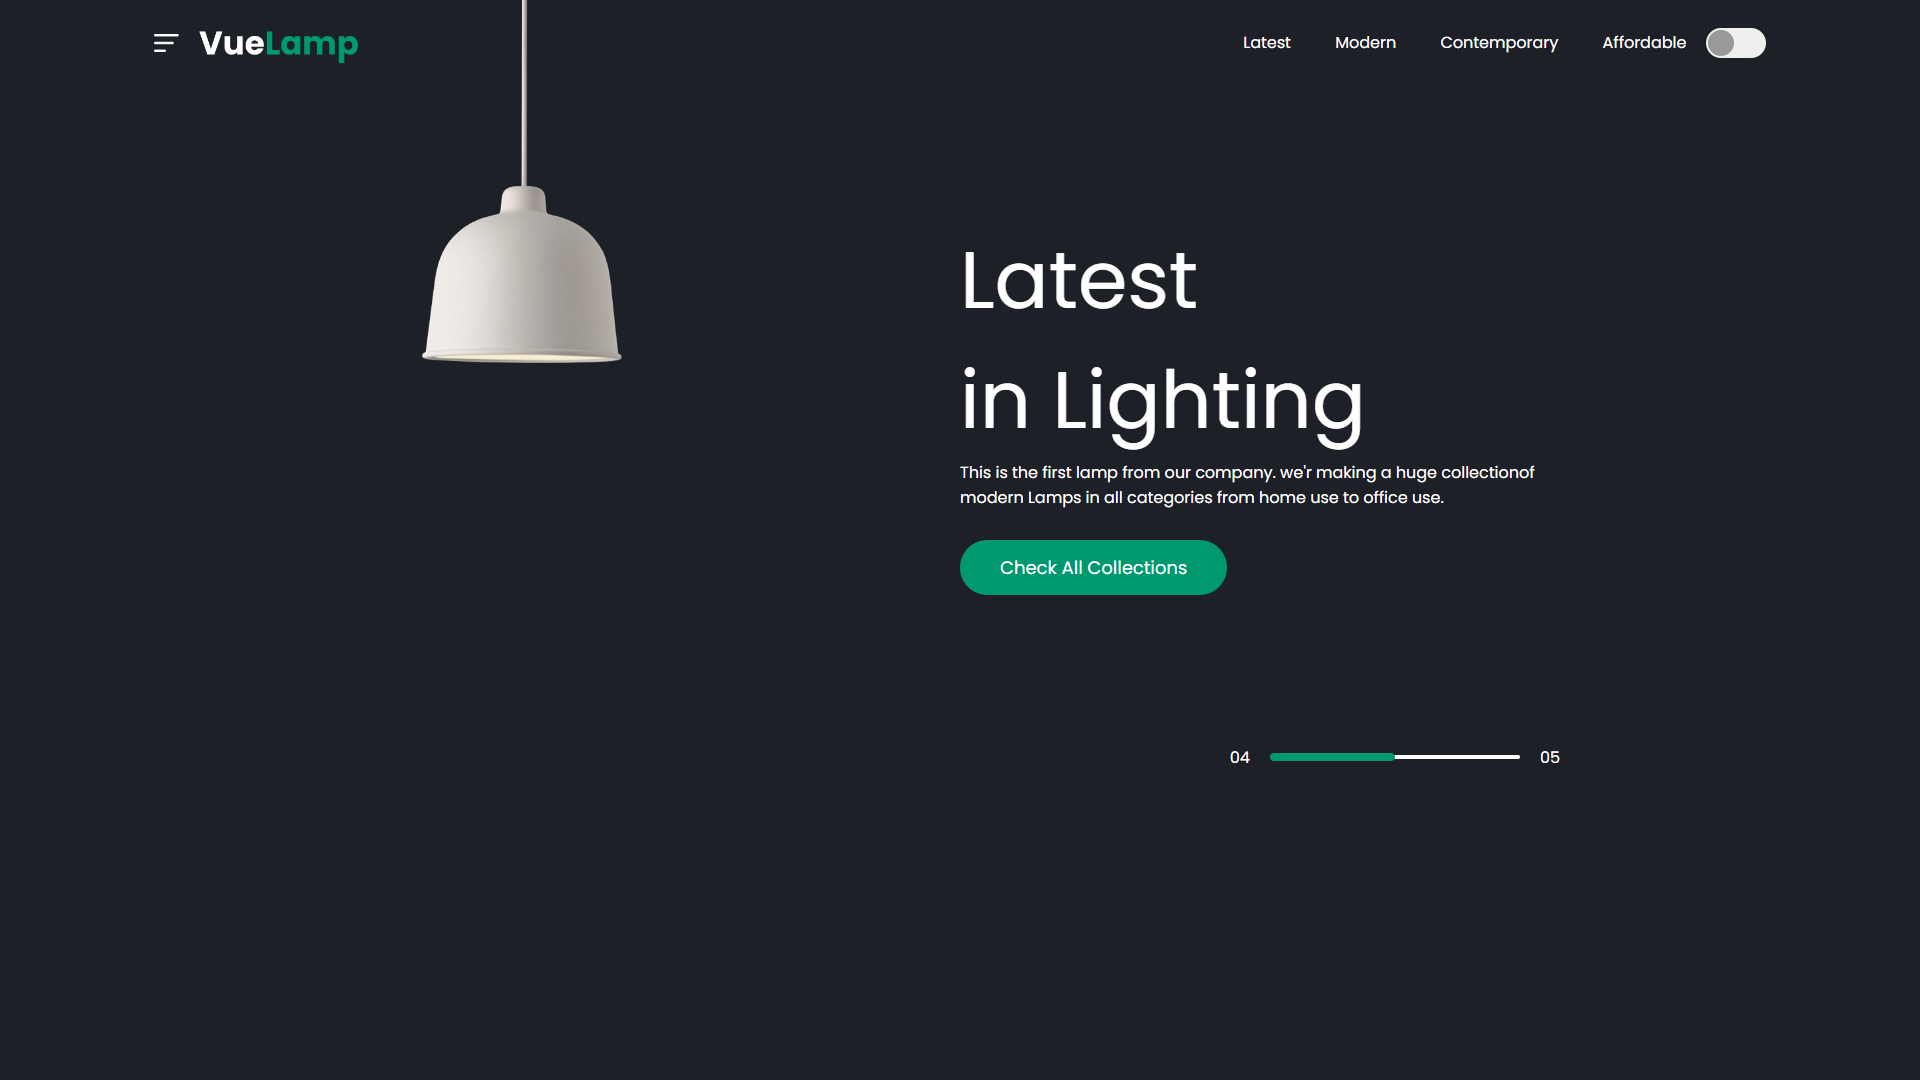 VueLamp
Latest
Modern
Contemporary
Affordable
Latest
in Lighting
This is the first lamp from our company. we'r making a huge collectionof
modern Lamps in all categories from home use to office use.
Check All Collections
04
05